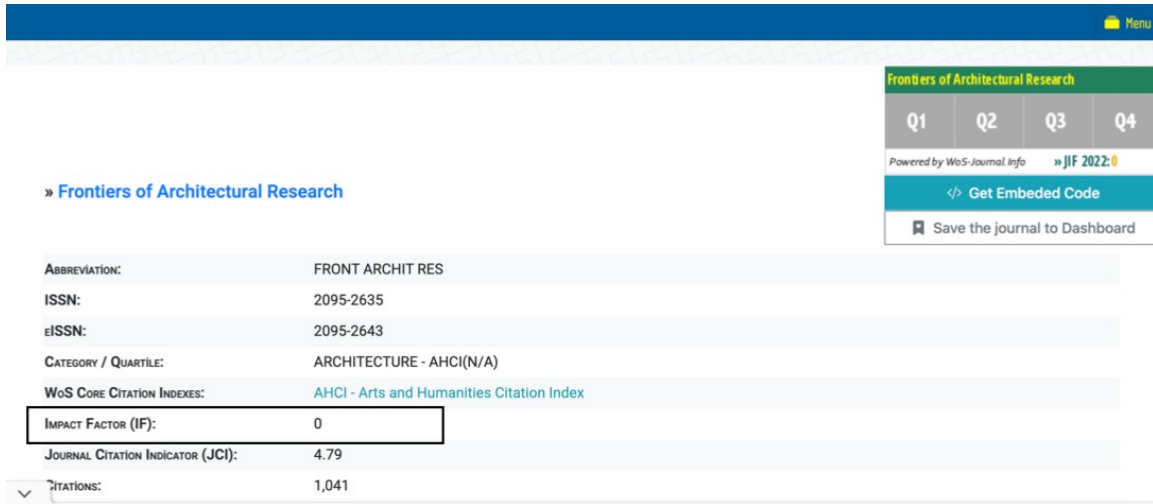 Menu
Frontiers of Architectural Research
Q1 Q2 Q3 Q4
Powered by WoS-Journal.Info » JIF 2022: 0
</> Get Embeded Code
Save the journal to Dashboard
» Frontiers of Architectural Research
Abbreviation: FRONT ARCHIT RES
ISSN: 2095-2635
eISSN: 2095-2643
Category / Quartile: ARCHITECTURE - AHCI(N/A)
WoS Core Citation Indexes: AHCI - Arts and Humanities Citation Index
Impact Factor (IF): 0
Journal Citation Indicator (JCI): 4.79
Citations: 1,041